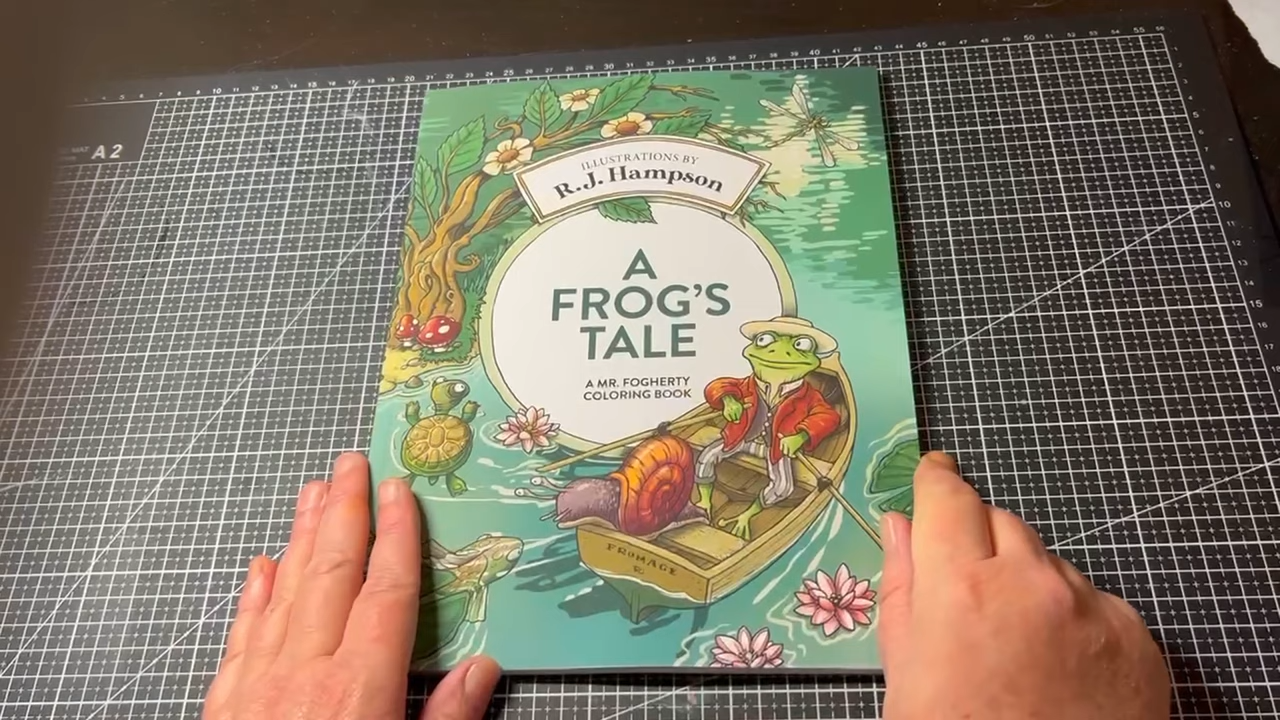 A2
ILLUSTRATIONS BY
R.J. Hampson
A
FROG'S
TALE
A MR. FOGHERTY
COLORING BOOK
FROMAGE